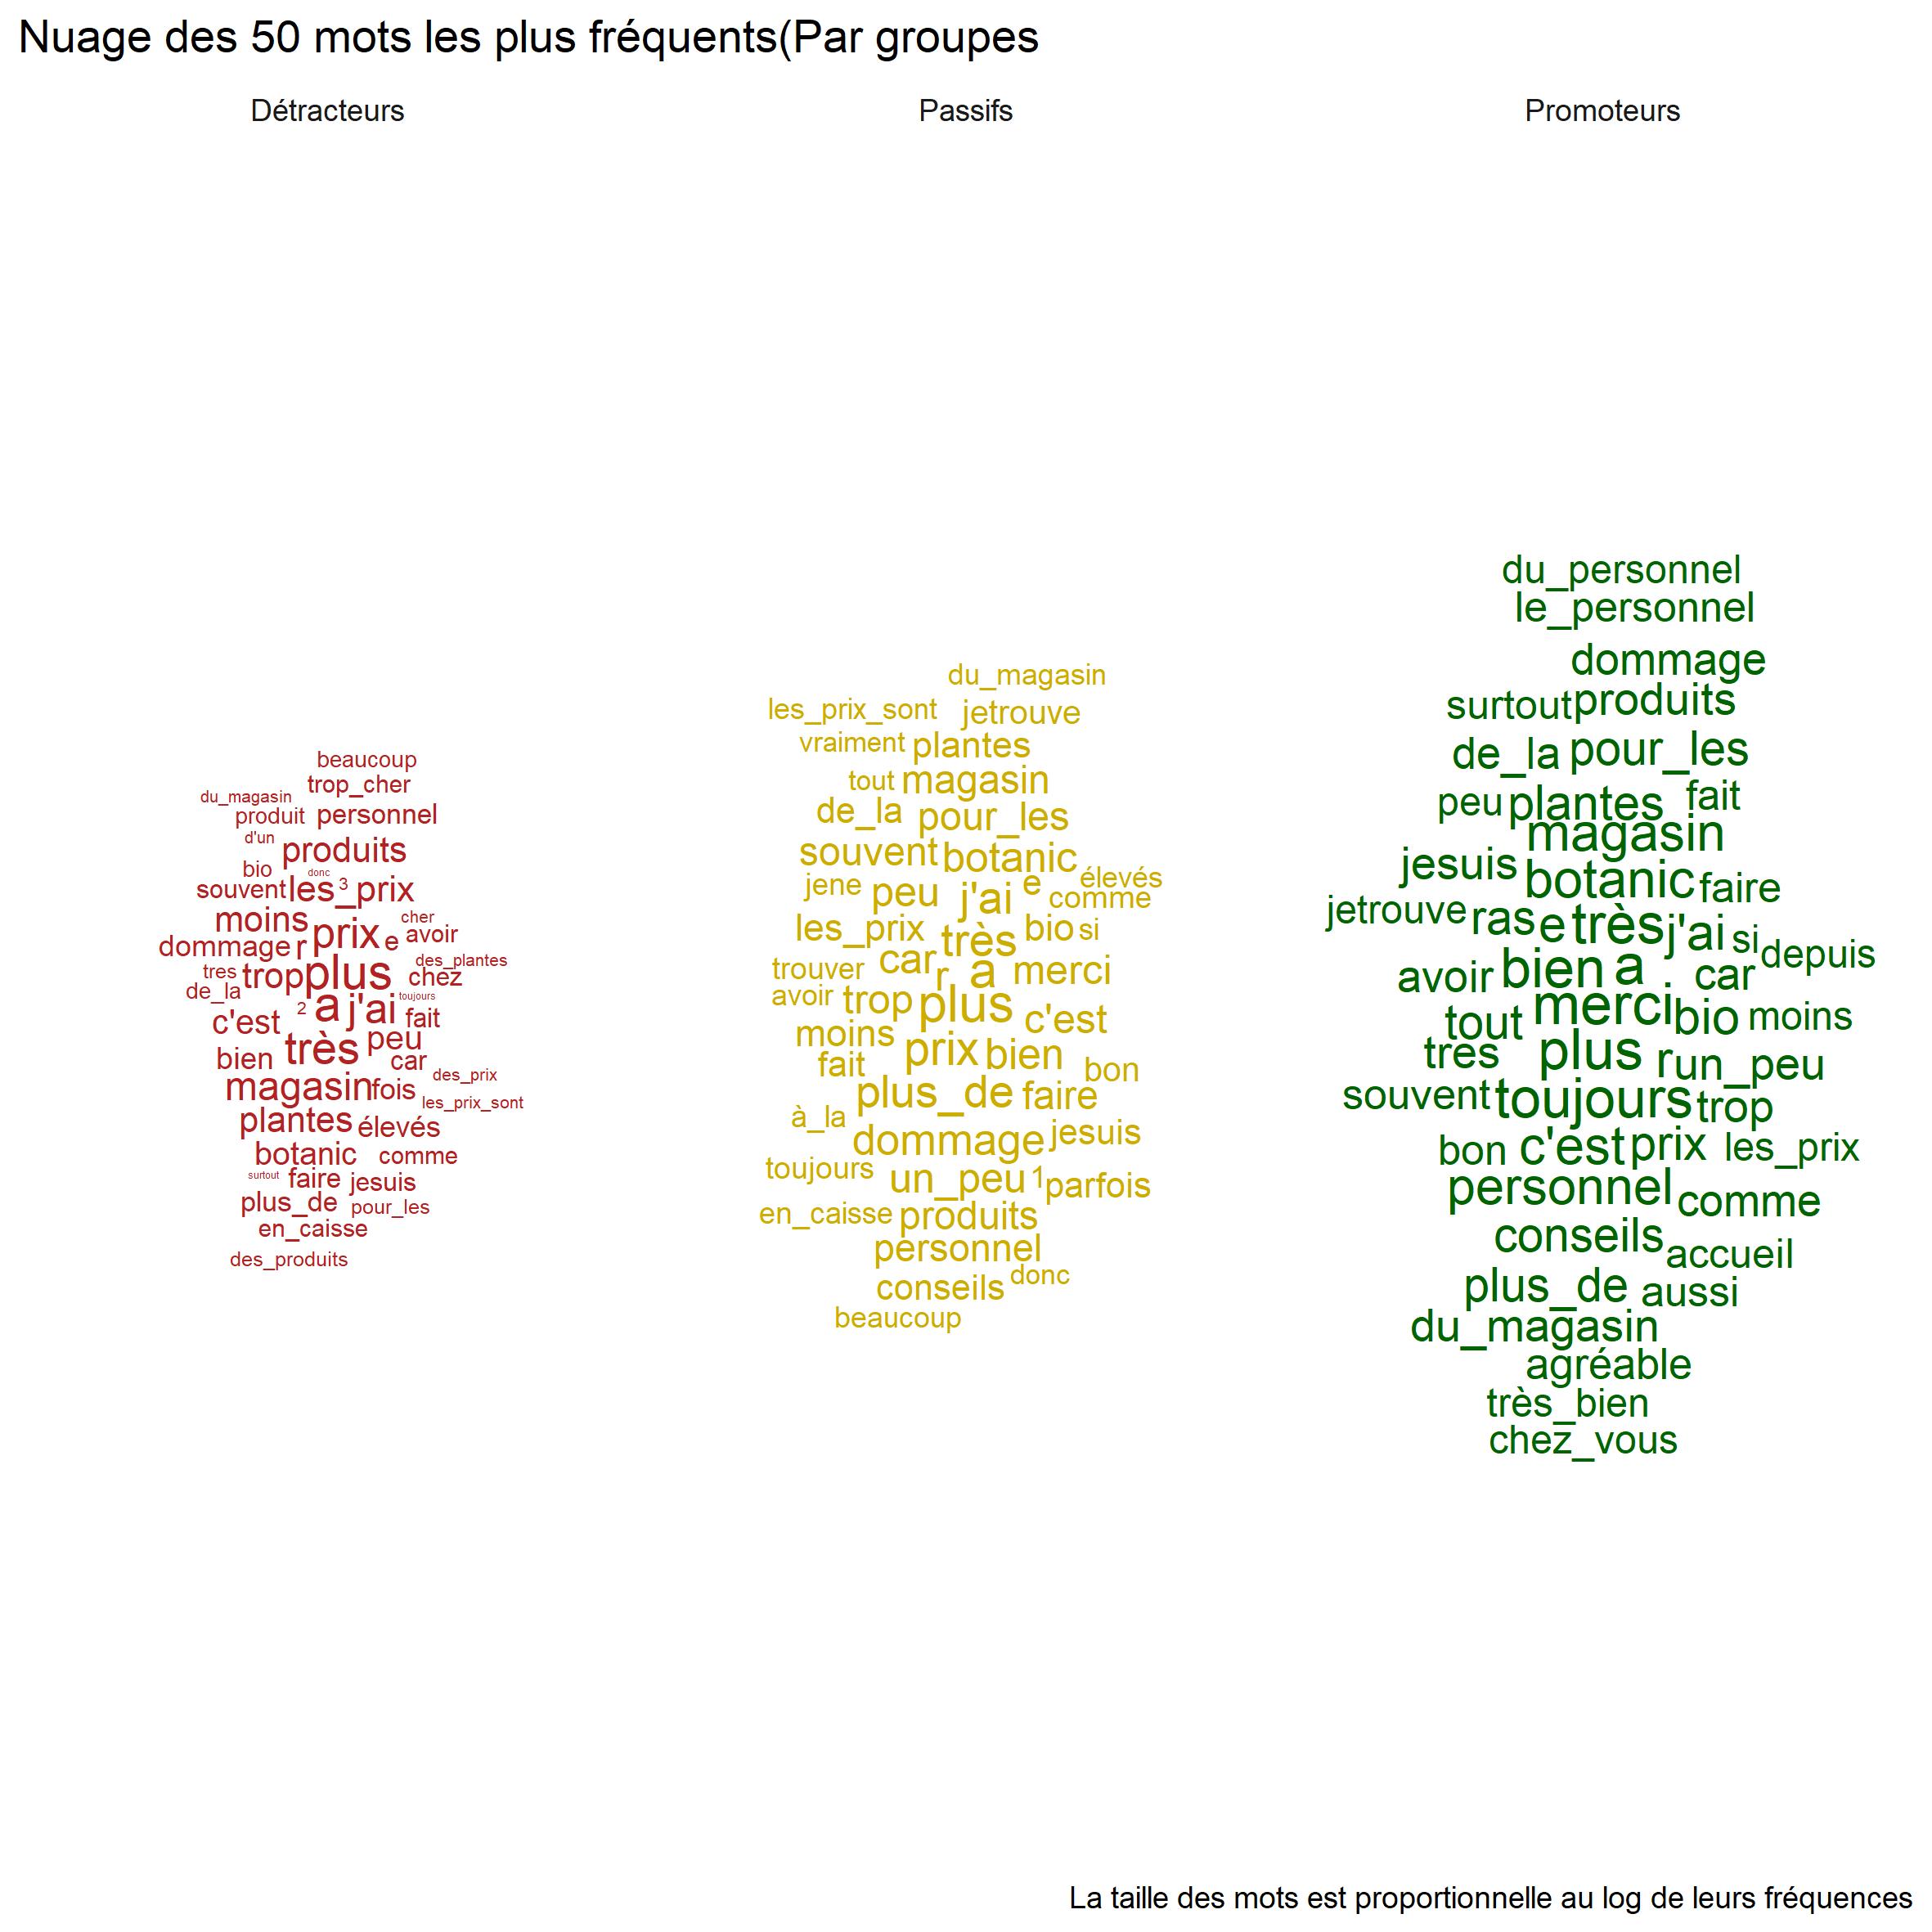 Nuage des 50 mots les plus fréquents(Par groupes
Détracteurs
beaucoup
trop_cher
du_magasin
produit personnel
d'un
produits
bio donc
souvent les_prix 3
moins cher
prix
dommage r e avoir
plus des_plantes
tres trop chez
de_la
2 a j'ai toujours
c'est fait
très peu
bien car
magasin fois des_prix
les_prix_sont
plantes élevés
botanic comme
surtout faire jesuis
plus_de pour_les
en_caisse
des_produits
Passifs
du_magasin
les_prix_sont jetrouve
vraiment plantes
tout magasin
de_la pour_les
souvent botanic
élevés
jene peu j'ai e comme
les_prix très bio si
trouver car r a merci
avoir trop plus
moins c'est
prix bien
fait bon
plus_de faire
à_la
dommage jesuis
toujours un_peu 1 parfois
en_caisse produits
personnel
conseils donc
beaucoup
Promoteurs
du_personnel
le_personnel
dommage
surtout produits
de_la pour_les
peu plantes fait
magasin
jesuis botanic faire
jetrouve ras e très j'ai si depuis
avoir bien a car
tout merci bio moins
tres plus r un_peu
souvent toujours trop
bon c'est prix les_prix
personnel comme
conseils accueil
plus_de aussi
du_magasin
agréable
très_bien
chez_vous
La taille des mots est proportionnelle au log de leurs fréquences